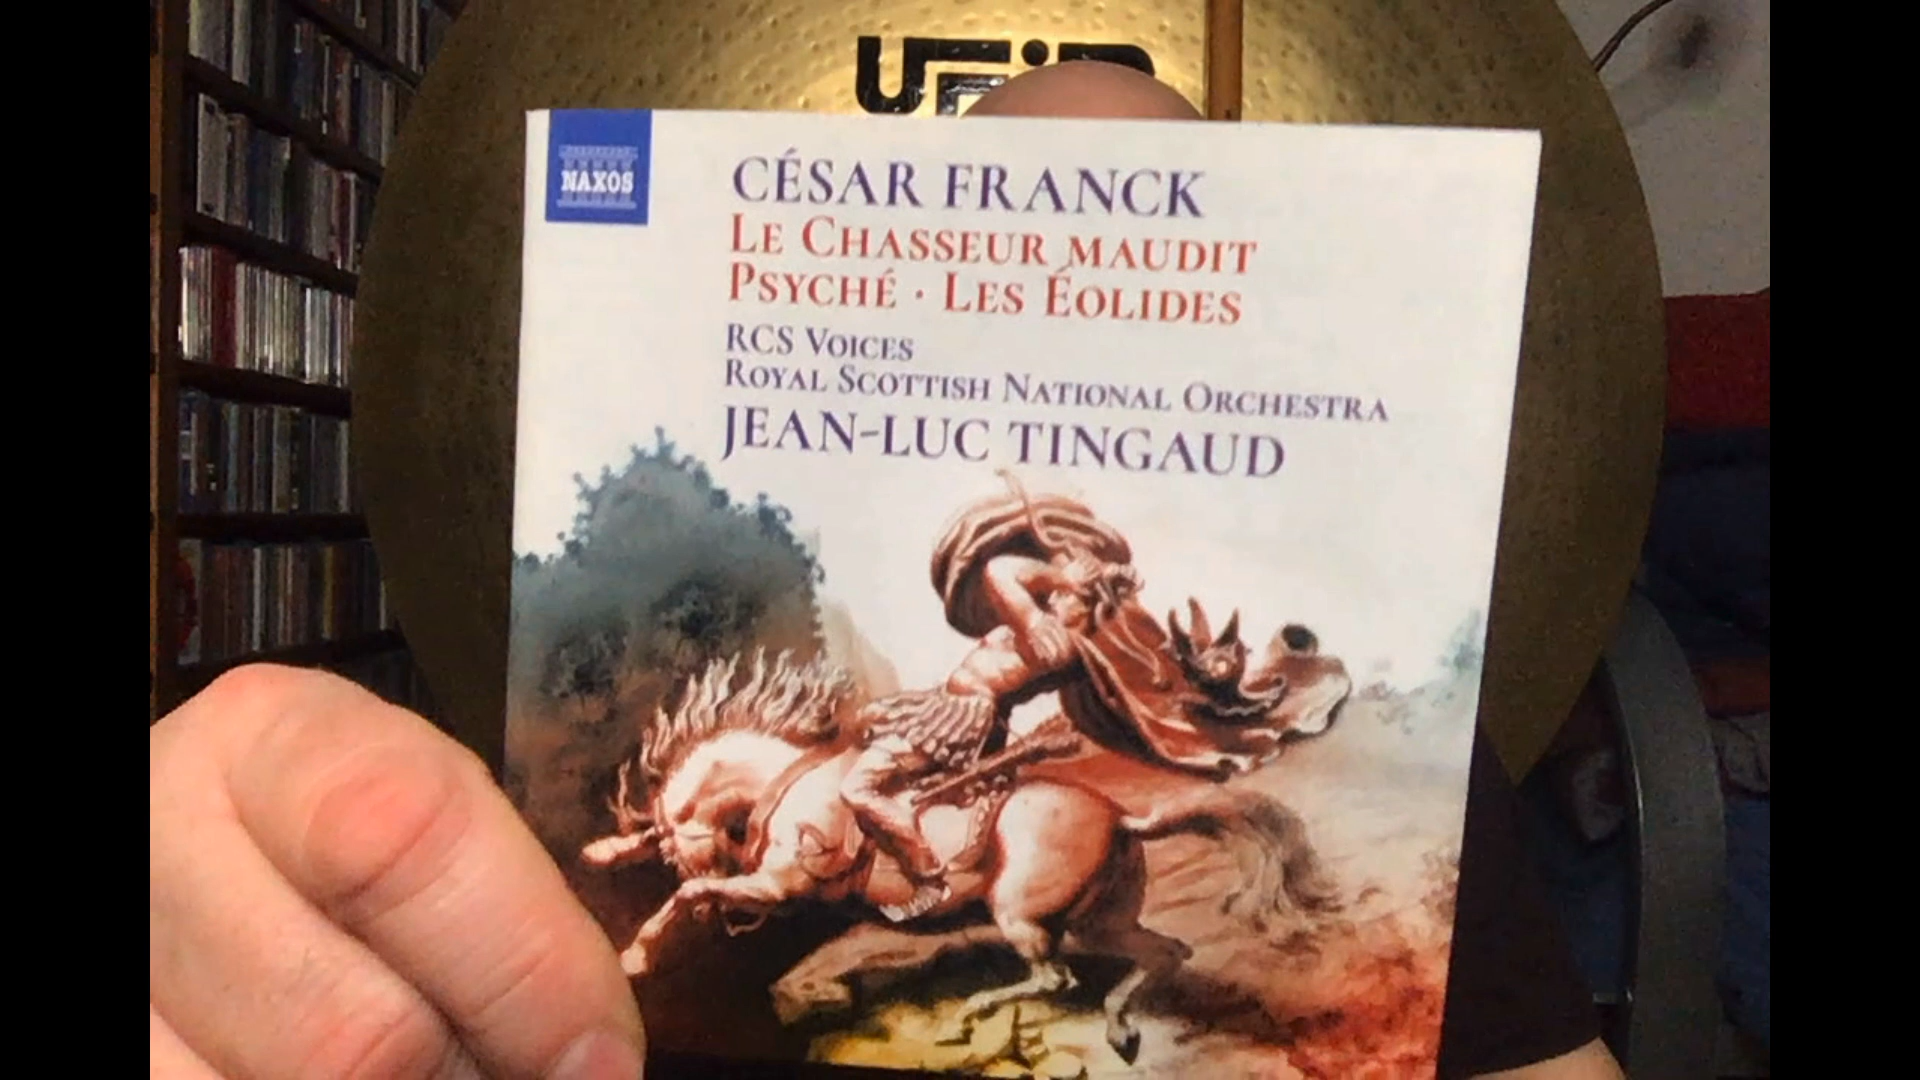 NAXOS
CÉSAR FRANCK
LE CHASSEUR MAUDIT
PSYCHÉ · LES ÉOLIDES
RCS VOICES
ROYAL SCOTTISH NATIONAL ORCHESTRA
JEAN-LUC TINGAUD